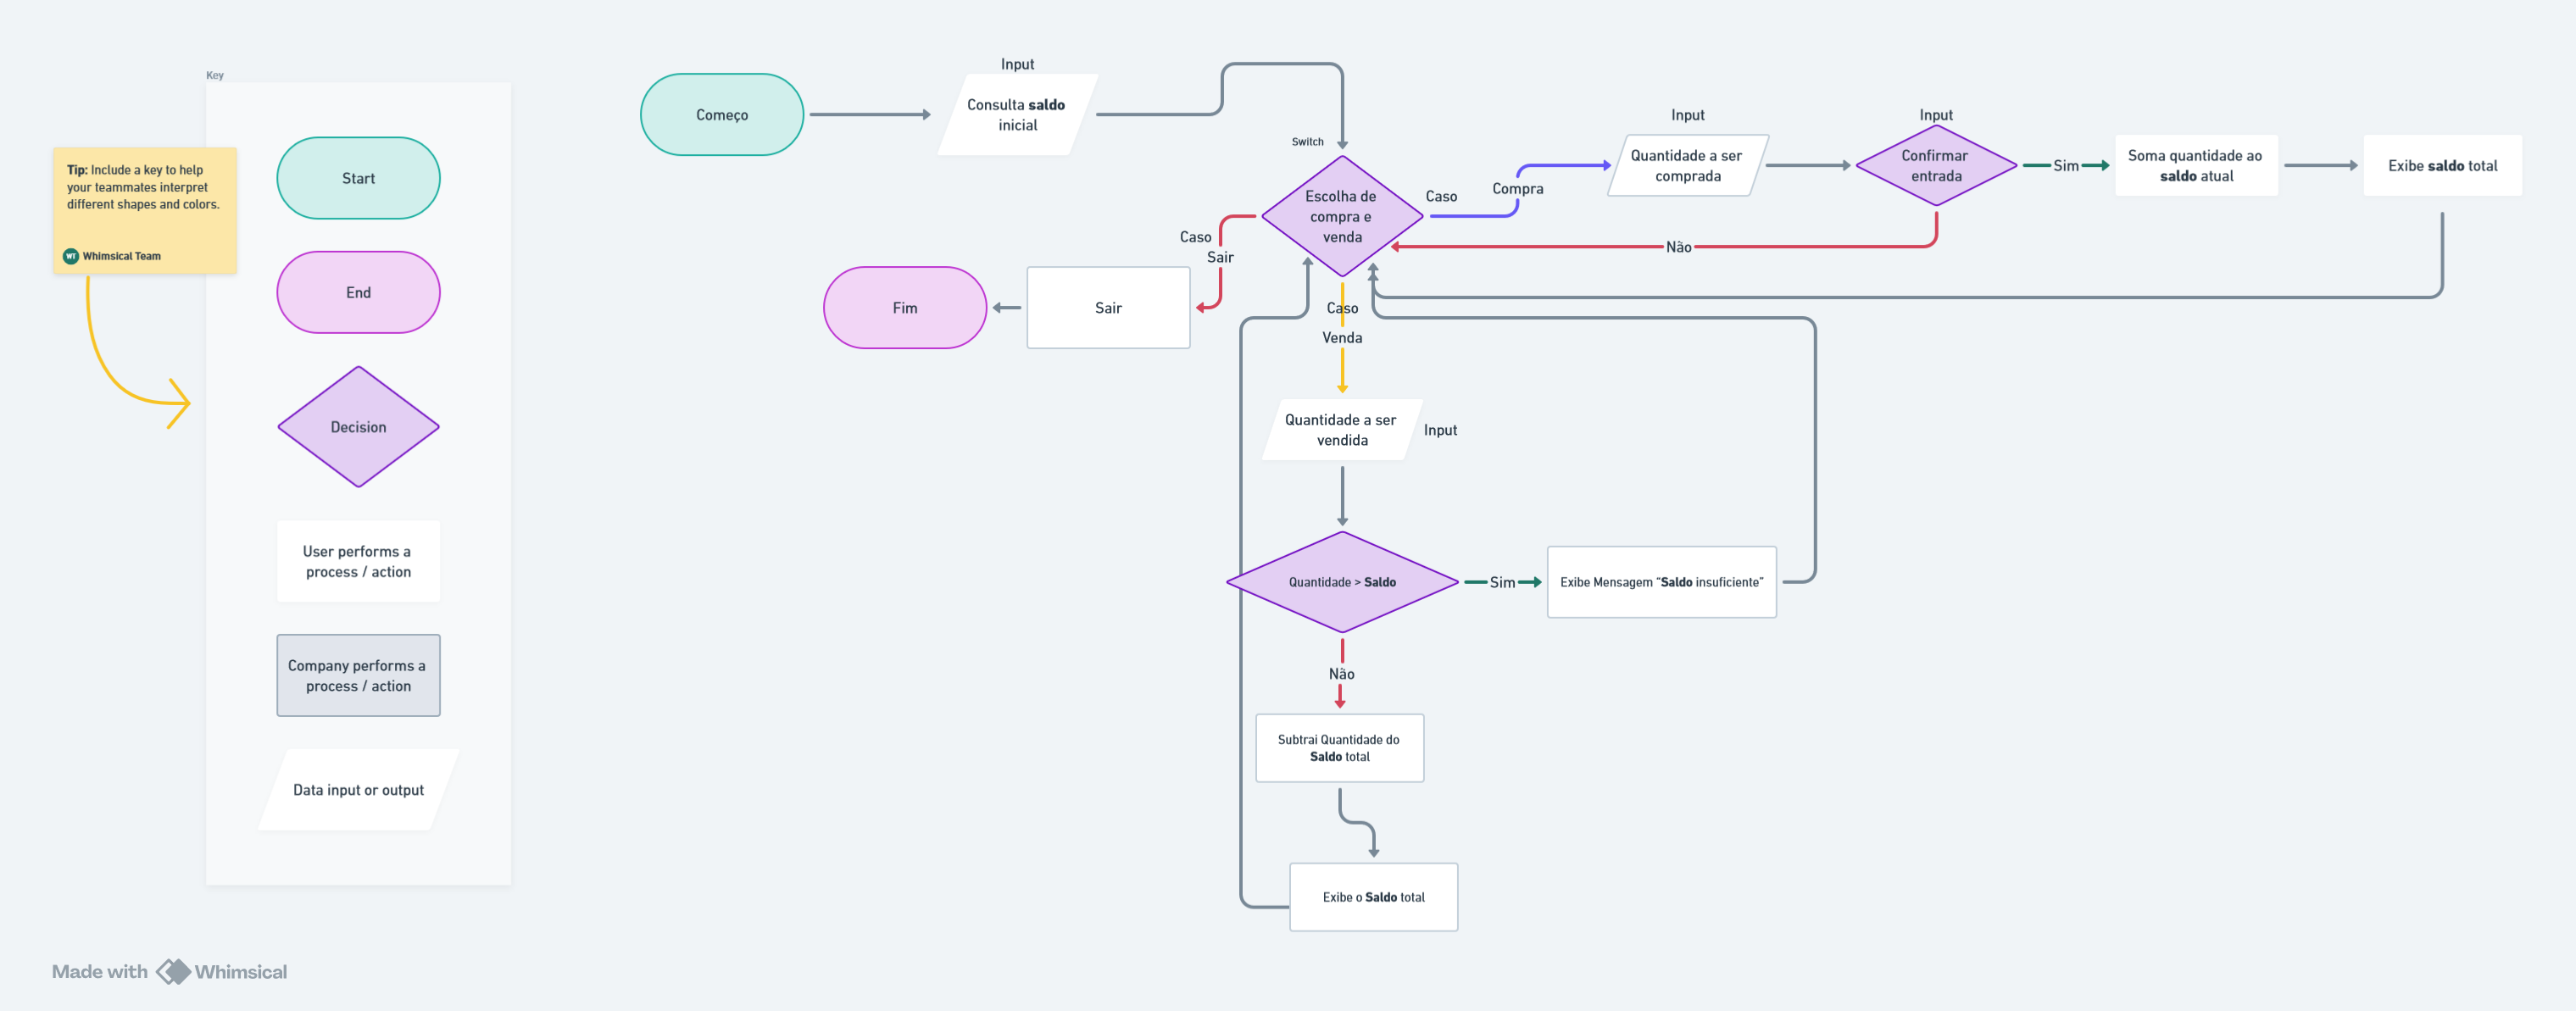 Key
Tip: Include a key to help
your teammates interpret
different shapes and colors.
WT Whimsical Team
Start
End
Decision
User performs a
process / action
Company performs a
process / action
Data input or output
Começo
Input
Consulta saldo
inicial
Switch
Escolha de
compra e
venda
Caso
Compra
Input
Quantidade a ser
comprada
Input
Confirmar
entrada
Sim
Soma quantidade ao
saldo atual
Exibe saldo total
Não
Caso
Sair
Sair
Fim
Caso
Venda
Quantidade a ser
vendida
Input
Quantidade > Saldo
Sim
Exibe Mensagem "Saldo insuficiente"
Não
Subtrai Quantidade do
Saldo total
Exibe o Saldo total
Made with Whimsical